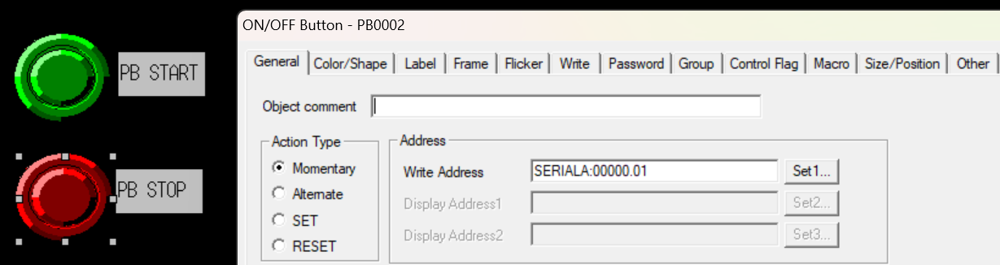 ON/OFF Button - PB0002
General Color/Shape Label Frame Flicker Write Password Group Control Flag Macro Size/Position Other
PB START
Object comment
Action Type
Momentary
Alternate
SET
RESET
Address
Write Address SERIALA:00000.01 Set1...
Display Address1 Set2...
Display Address2 Set3...
PB STOP